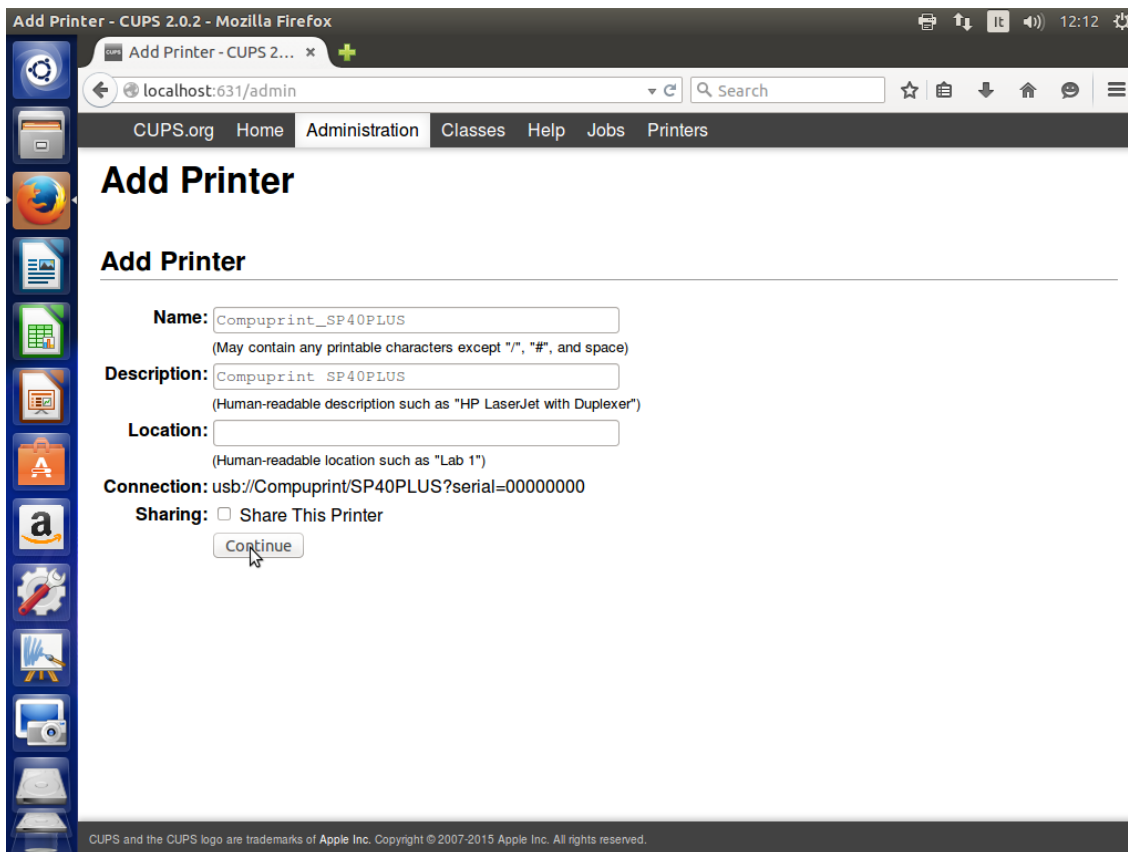 Add Printer - CUPS 2.0.2 - Mozilla Firefox
It
12:12
CUPS
Add Printer - CUPS 2...
localhost:631/admin
Search
CUPS.org Home Administration Classes Help Jobs Printers
Add Printer
Add Printer
Name: Compuprint_SP40PLUS
(May contain any printable characters except "/", "#", and space)
Description: Compuprint SP40PLUS
(Human-readable description such as "HP LaserJet with Duplexer")
Location:
(Human-readable location such as "Lab 1")
Connection: usb://Compuprint/SP40PLUS?serial=00000000
Sharing: Share This Printer
Continue
a
CUPS and the CUPS logo are trademarks of Apple Inc. Copyright © 2007-2015 Apple Inc. All rights reserved.